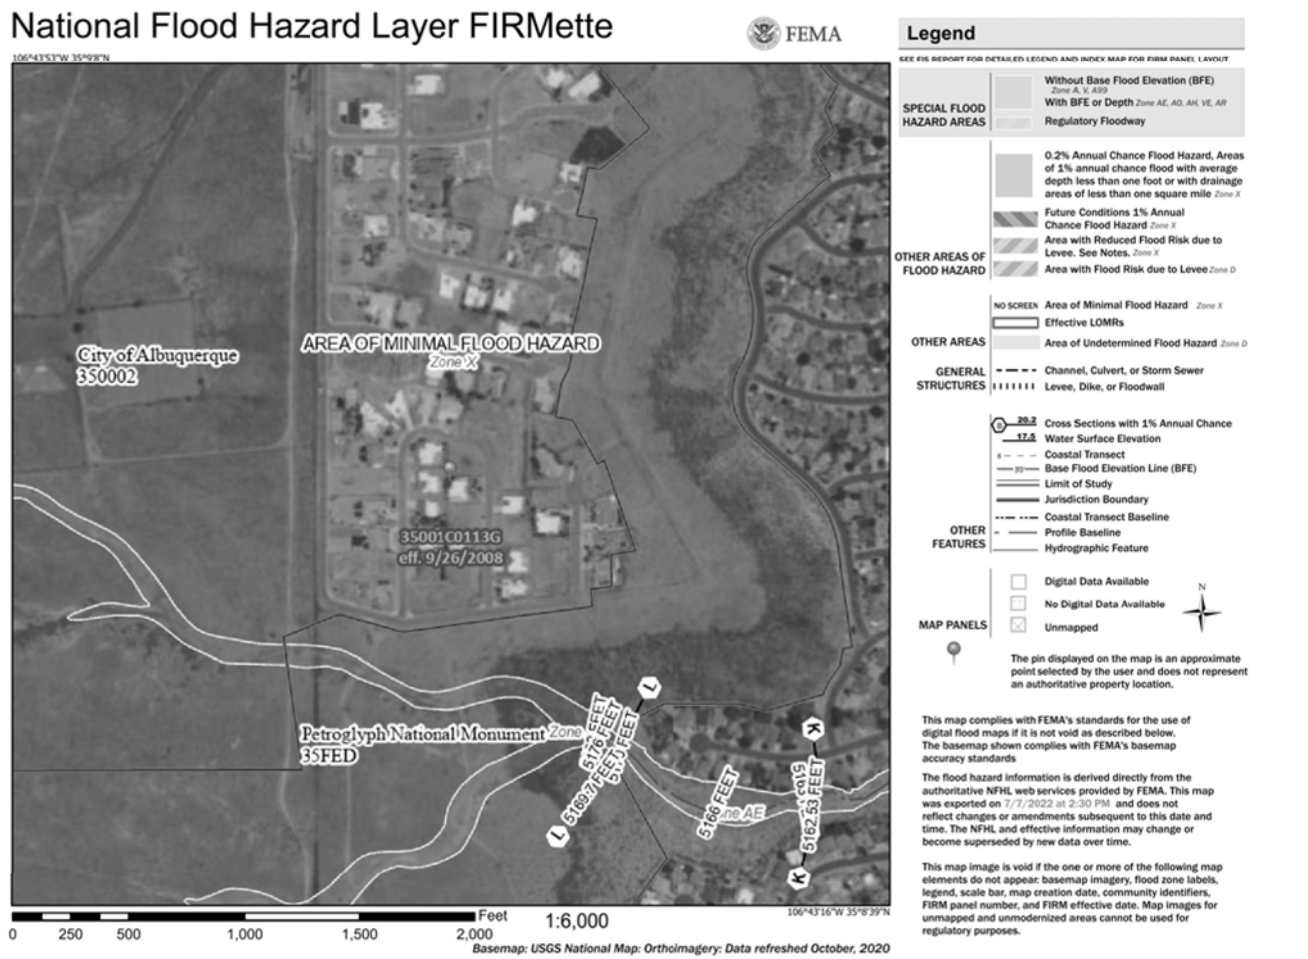 National Flood Hazard Layer FIRMette
FEMA
106°43'53"W 35°9'8"N
City of Albuquerque
350002
AREA OF MINIMAL FLOOD HAZARD
Zone X
35001C0113G
eff. 9/26/2008
Petroglyph National Monument
35FED
Zone
5176 FEET
FEET
FEET
5169.7 FEET
L
L
5166 FEET
ne AE
K
5162.53 FEET
K
106°43'16"W 35°8'39"N
0
250
500
1,000
1,500
2,000
Feet
1:6,000
Basemap: USGS National Map: Orthoimagery: Data refreshed October, 2020
Legend
SEE FIS REPORT FOR DETAILED LEGEND AND INDEX MAP FOR FIRM PANEL LAYOUT
SPECIAL FLOOD
HAZARD AREAS
Without Base Flood Elevation (BFE)
Zone A, V, A99
With BFE or Depth Zone AE, AO, AH, VE, AR
Regulatory Floodway
0.2% Annual Chance Flood Hazard, Areas
of 1% annual chance flood with average
depth less than one foot or with drainage
areas of less than one square mile Zone X
Future Conditions 1% Annual
Chance Flood Hazard Zone X
Area with Reduced Flood Risk due to
Levee. See Notes. Zone X
Area with Flood Risk due to Levee Zone D
OTHER AREAS OF
FLOOD HAZARD
NO SCREEN Area of Minimal Flood Hazard Zone X
Effective LOMRs
OTHER AREAS
Area of Undetermined Flood Hazard Zone D
GENERAL
STRUCTURES
Channel, Culvert, or Storm Sewer
Levee, Dike, or Floodwall
B 20.2 Cross Sections with 1% Annual Chance
17.5 Water Surface Elevation
8 Coastal Transect
Base Flood Elevation Line (BFE)
Limit of Study
Jurisdiction Boundary
Coastal Transect Baseline
OTHER
FEATURES
Profile Baseline
Hydrographic Feature
Digital Data Available
No Digital Data Available
Unmapped
MAP PANELS
N
The pin displayed on the map is an approximate
point selected by the user and does not represent
an authoritative property location.
This map complies with FEMA's standards for the use of
digital flood maps if it is not void as described below.
The basemap shown complies with FEMA's basemap
accuracy standards
The flood hazard information is derived directly from the
authoritative NFHL web services provided by FEMA. This map
was exported on 7/7/2022 at 2:30 PM and does not
reflect changes or amendments subsequent to this date and
time. The NFHL and effective information may change or
become superseded by new data over time.
This map image is void if the one or more of the following map
elements do not appear: basemap imagery, flood zone labels,
legend, scale bar, map creation date, community identifiers,
FIRM panel number, and FIRM effective date. Map images for
unmapped and unmodernized areas cannot be used for
regulatory purposes.